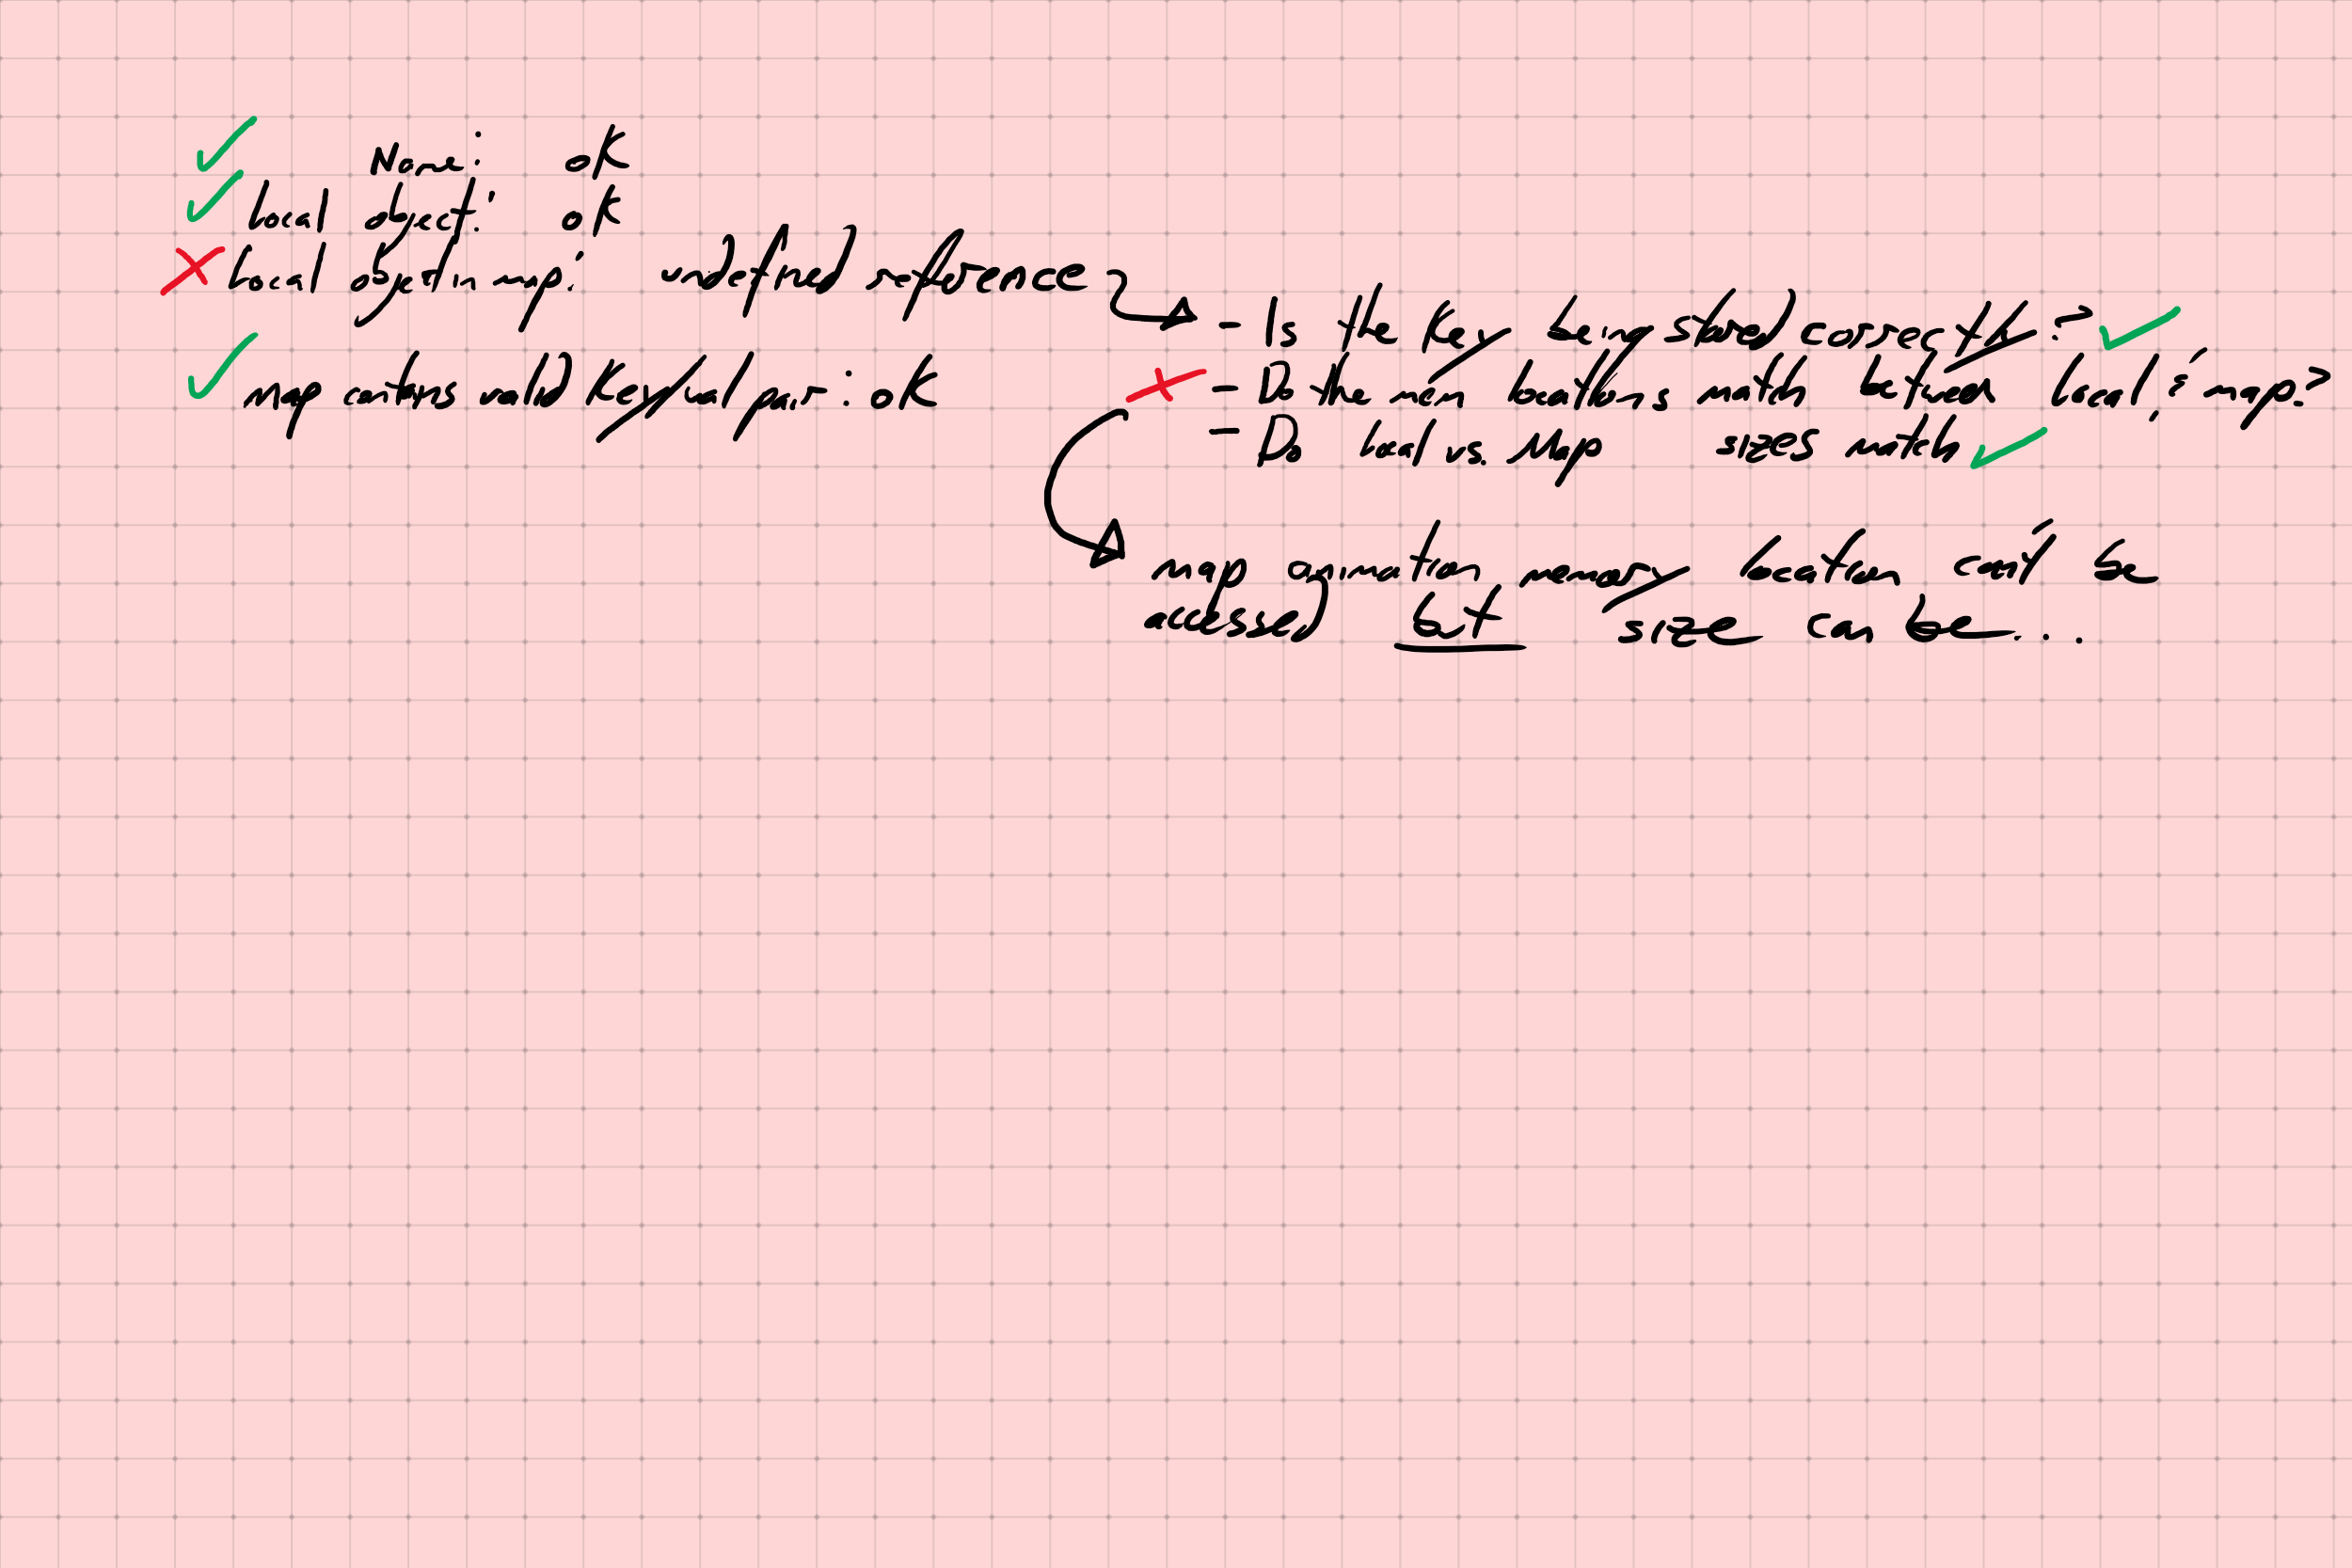 Name: ok
Local object: ok
Local object in map: undefined reference
map contains valid key/val pair: ok
- Is the key being stored correctly?
- Do the mem locations match between local & map?
- Do local vs. Map sizes match
map animation memory location can't be
accessed but size can be...